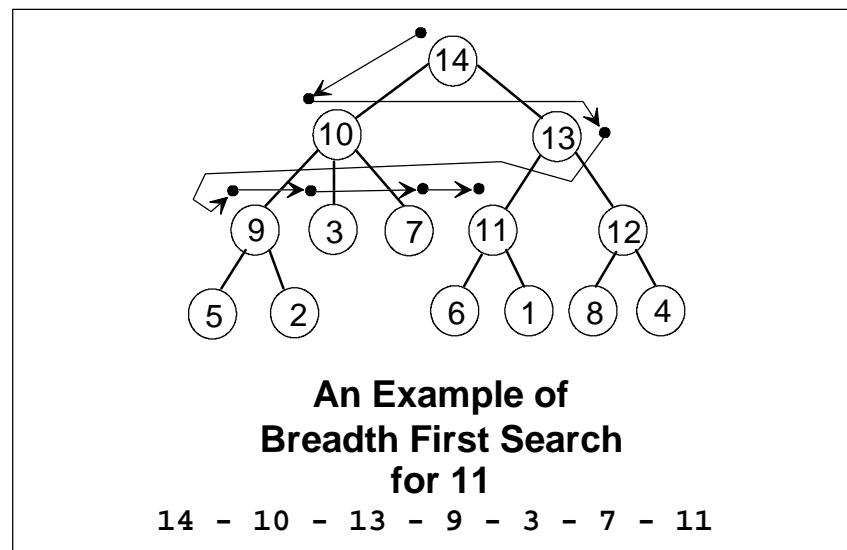 14
10 13
9 3 7 11 12
5 2 6 1 8 4
An Example of
Breadth First Search
for 11
14 - 10 - 13 - 9 - 3 - 7 - 11